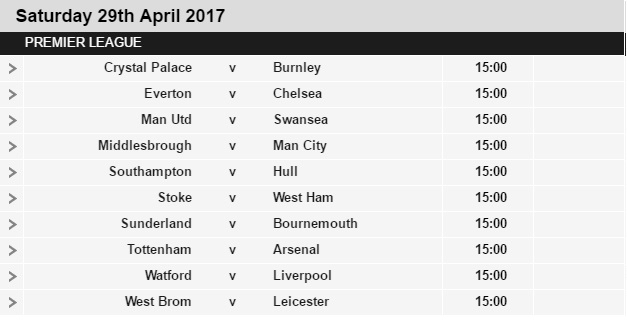 Saturday 29th April 2017
PREMIER LEAGUE
Crystal Palace v Burnley 15:00
Everton v Chelsea 15:00
Man Utd v Swansea 15:00
Middlesbrough v Man City 15:00
Southampton v Hull 15:00
Stoke v West Ham 15:00
Sunderland v Bournemouth 15:00
Tottenham v Arsenal 15:00
Watford v Liverpool 15:00
West Brom v Leicester 15:00